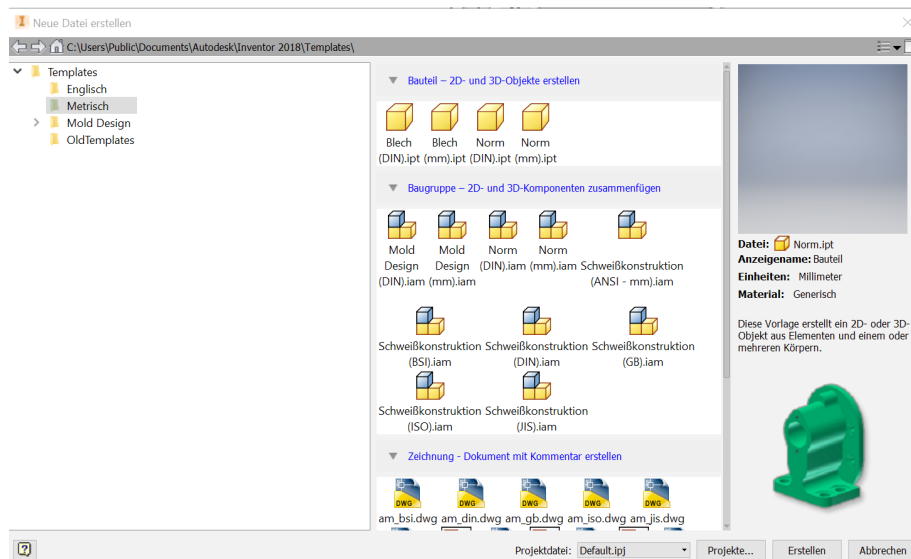 Neue Datei erstellen
C:\Users\Public\Documents\Autodesk\Inventor 2018\Templates\
Templates
Englisch
Metrisch
Mold Design
OldTemplates
Bauteil – 2D- und 3D-Objekte erstellen
Blech Blech Norm Norm
(DIN).ipt (mm).ipt (DIN).ipt (mm).ipt
Baugruppe – 2D- und 3D-Komponenten zusammenfügen
Mold Mold Norm Norm
Design Design (DIN).iam (mm).iam Schweißkonstruktion
(DIN).iam (mm).iam (ANSI - mm).iam
Schweißkonstruktion Schweißkonstruktion Schweißkonstruktion
(BSI).iam (DIN).iam (GB).iam
Schweißkonstruktion Schweißkonstruktion
(ISO).iam (JIS).iam
Zeichnung - Dokument mit Kommentar erstellen
DWG DWG DWG DWG DWG
am_bsi.dwg am_din.dwg am_gb.dwg am_iso.dwg am_jis.dwg
Datei: Norm.ipt
Anzeigename: Bauteil
Einheiten: Millimeter
Material: Generisch
Diese Vorlage erstellt ein 2D- oder 3D-
Objekt aus Elementen und einem oder
mehreren Körpern.
Projektdatei: Default.ipj Projekte... Erstellen Abbrechen